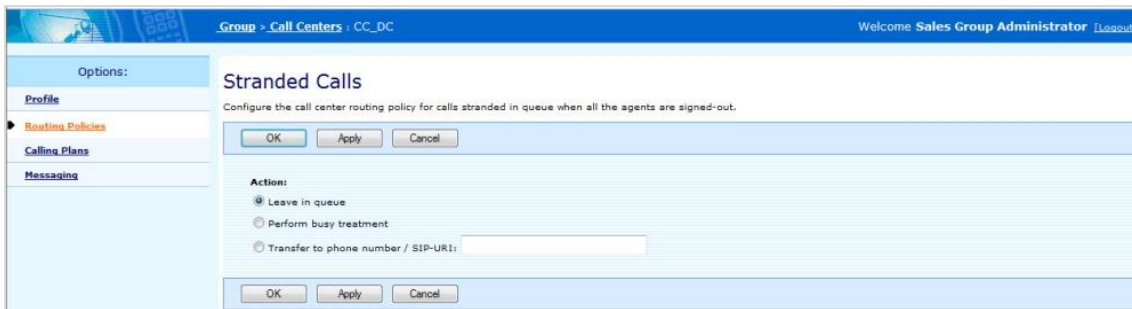 Group > Call Centers : CC_DC
Welcome Sales Group Administrator [Logout
Options:
Profile
Routing Policies
Calling Plans
Messaging
Stranded Calls
Configure the call center routing policy for calls stranded in queue when all the agents are signed-out.
OK Apply Cancel
Action:
Leave in queue
Perform busy treatment
Transfer to phone number / SIP-URI:
OK Apply Cancel